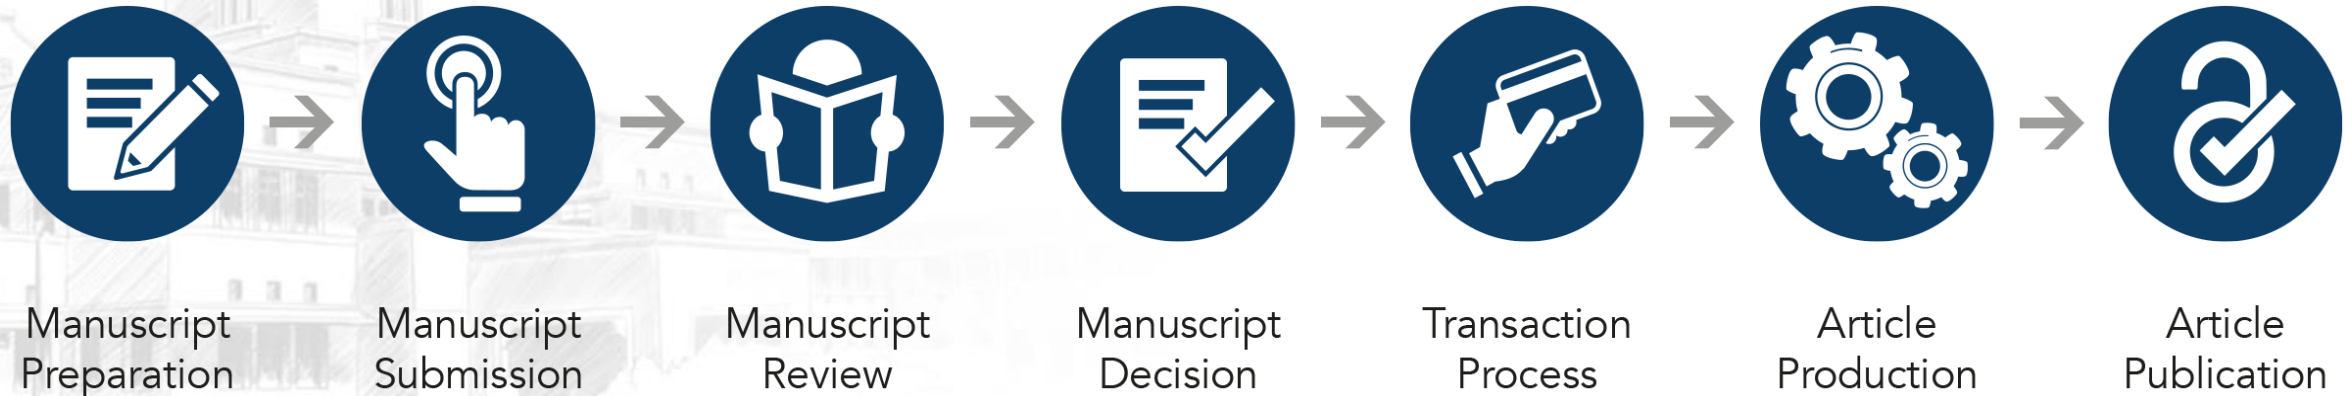 Manuscript
Preparation
Manuscript
Submission
Manuscript
Review
Manuscript
Decision
Transaction
Process
Article
Production
Article
Publication